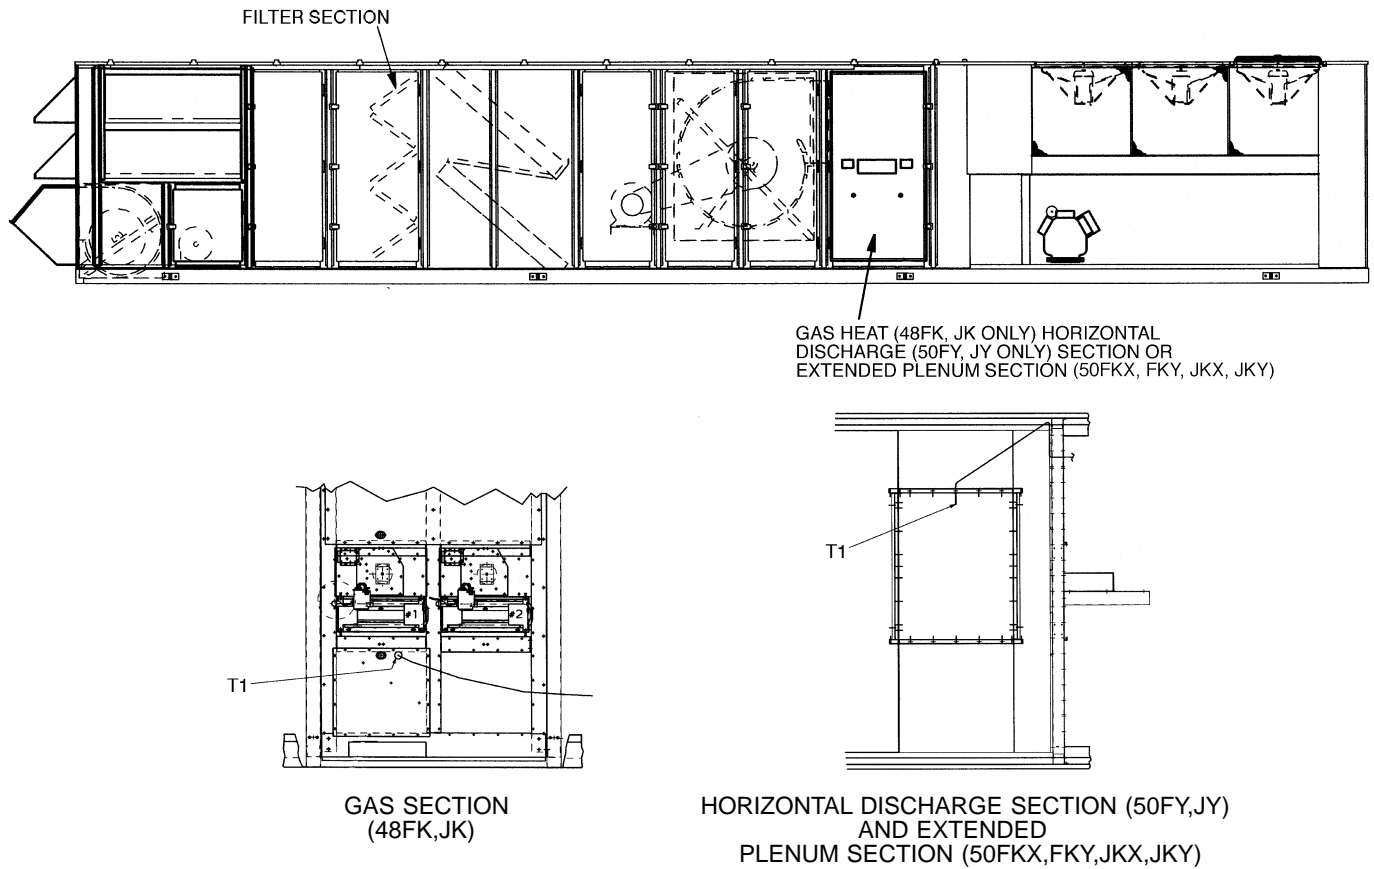 FILTER SECTION
GAS HEAT (48FK, JK ONLY) HORIZONTAL
DISCHARGE (50FY, JY ONLY) SECTION OR
EXTENDED PLENUM SECTION (50FKX, FKY, JKX, JKY)
T1
#1
#2
T1
GAS SECTION
(48FK,JK)
HORIZONTAL DISCHARGE SECTION (50FY,JY)
AND EXTENDED
PLENUM SECTION (50FKX,FKY,JKX,JKY)